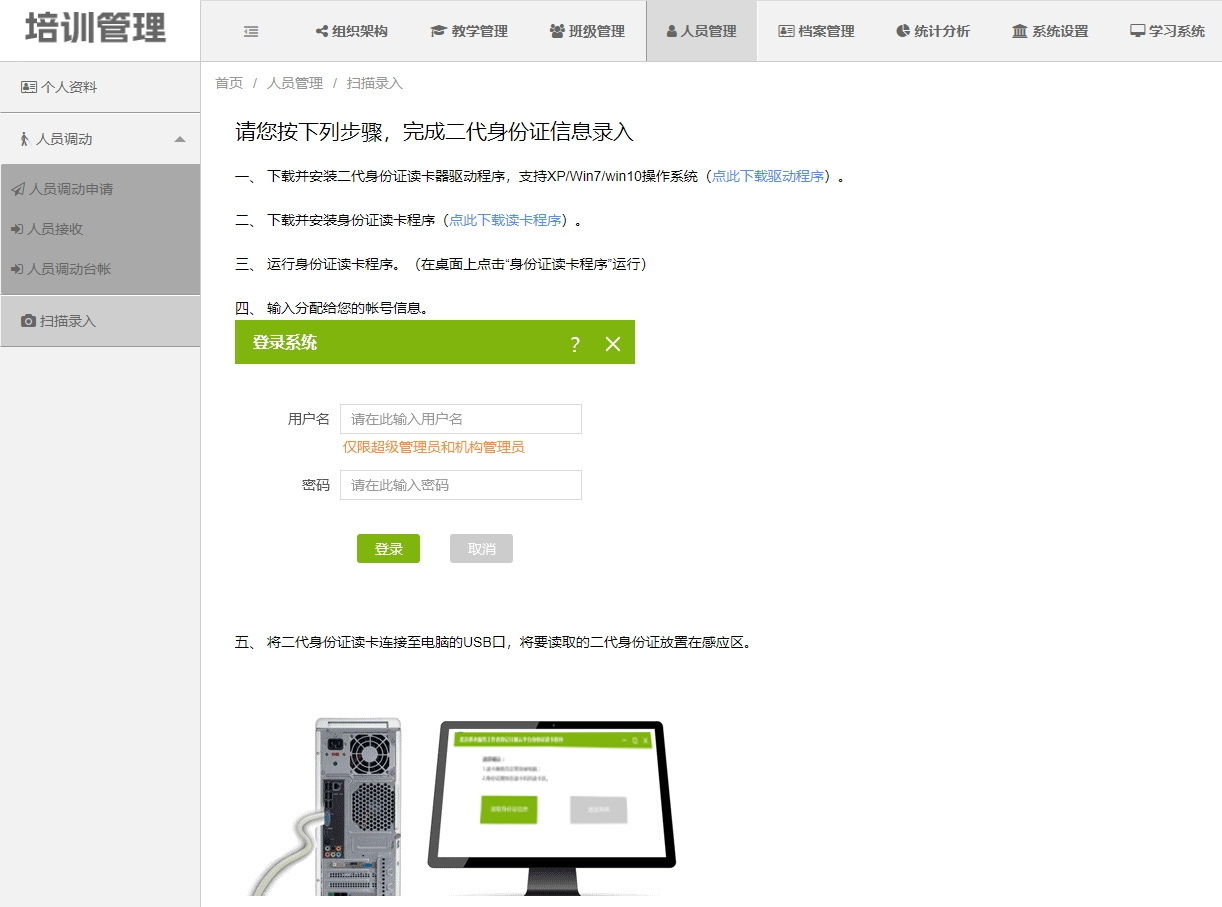 培训管理
组织架构
教学管理
班级管理
人员管理
档案管理
统计分析
系统设置
学习系统
个人资料
人员调动
人员调动申请
人员接收
人员调动台帐
扫描录入
首页 / 人员管理 / 扫描录入
请您按下列步骤，完成二代身份证信息录入
一、 下载并安装二代身份证读卡器驱动程序，支持XP/Win7/win10操作系统（点此下载驱动程序）。
二、 下载并安装身份证读卡程序（点此下载读卡程序）。
三、 运行身份证读卡程序。（在桌面上点击“身份证读卡程序”运行）
四、 输入分配给您的帐号信息。
登录系统 ?
用户名 请在此输入用户名
仅限超级管理员和机构管理员
密码 请在此输入密码
登录 取消
五、 将二代身份证读卡连接至电脑的USB口，将要读取的二代身份证放置在感应区。